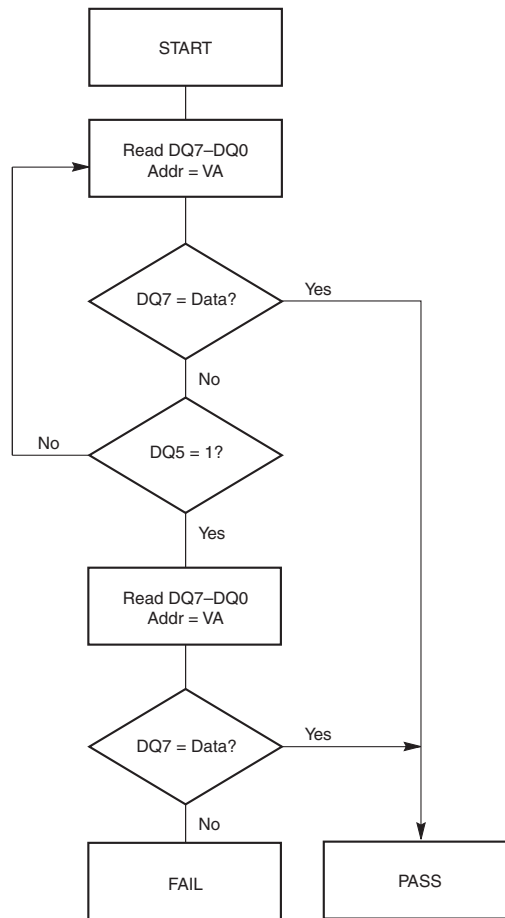 START
Read DQ7–DQ0
Addr = VA
DQ7 = Data?
Yes
No
No
DQ5 = 1?
Yes
Read DQ7–DQ0
Addr = VA
DQ7 = Data?
Yes
No
FAIL
PASS